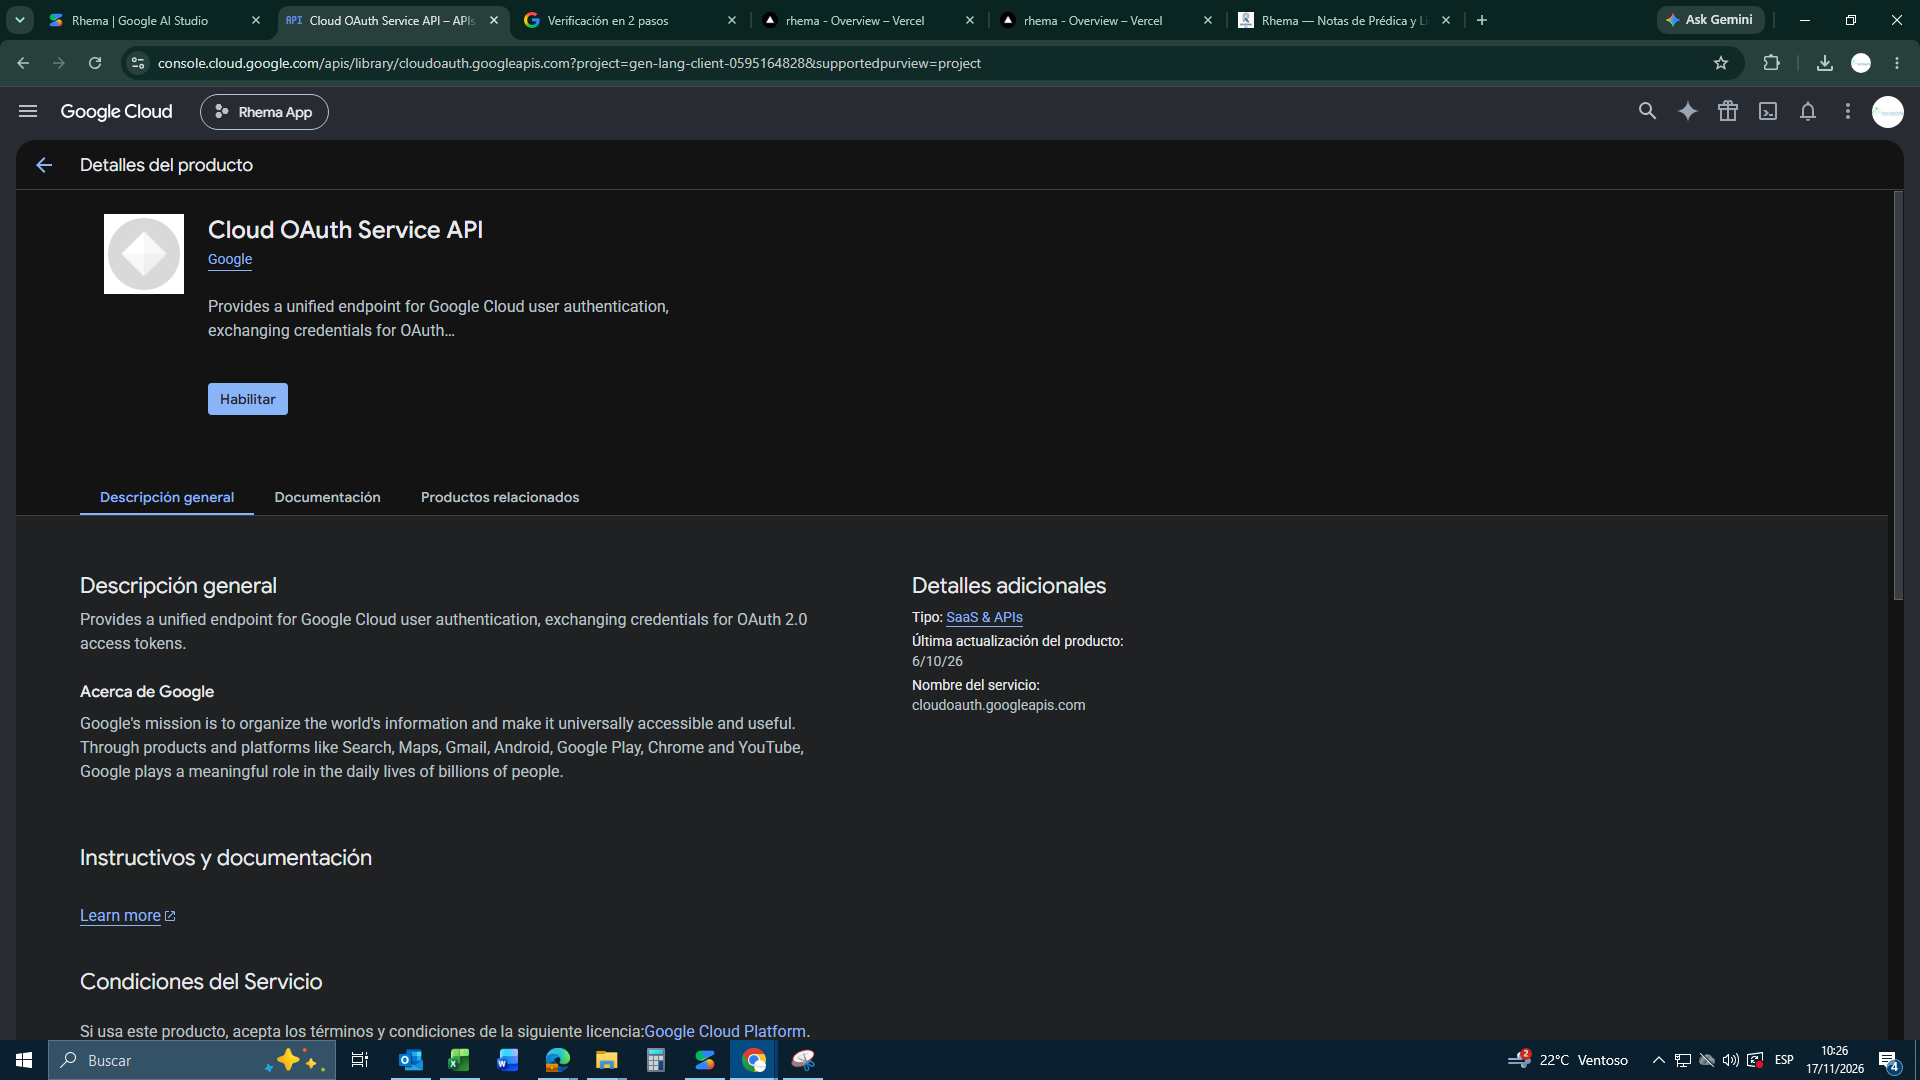 Rhema | Google AI Studio
API
Cloud OAuth Service API – APIs
Verificación en 2 pasos
rhema - Overview – Vercel
rhema - Overview – Vercel
Rhema — Notas de Prédica y Li
Ask Gemini
console.cloud.google.com/apis/library/cloudoauth.googleapis.com?project=gen-lang-client-0595164828&supportedpurview=project
Google Cloud
Rhema App
Detalles del producto
Cloud OAuth Service API
Google
Provides a unified endpoint for Google Cloud user authentication,
exchanging credentials for OAuth...
Habilitar
Descripción general
Documentación
Productos relacionados
Descripción general
Provides a unified endpoint for Google Cloud user authentication, exchanging credentials for OAuth 2.0
access tokens.
Acerca de Google
Google's mission is to organize the world's information and make it universally accessible and useful.
Through products and platforms like Search, Maps, Gmail, Android, Google Play, Chrome and YouTube,
Google plays a meaningful role in the daily lives of billions of people.
Detalles adicionales
Tipo: SaaS & APIs
Última actualización del producto:
6/10/26
Nombre del servicio:
cloudoauth.googleapis.com
Instructivos y documentación
Learn more
Condiciones del Servicio
Si usa este producto, acepta los términos y condiciones de la siguiente licencia:Google Cloud Platform.
Buscar
2
22°C Ventoso
ESP
10:26
17/11/2026
4